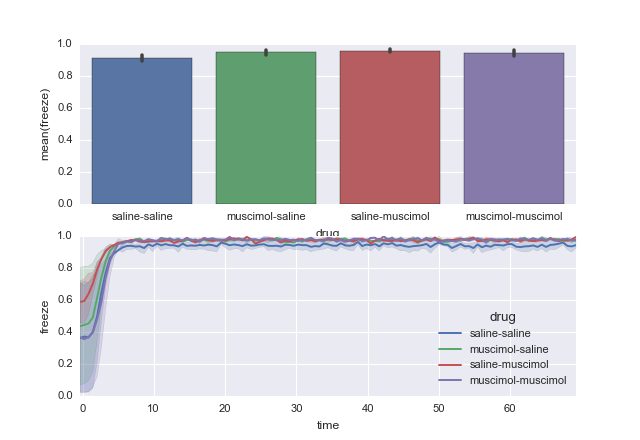 1.0
0.8
0.6
0.4
0.2
0.0
mean(freeze)
saline-saline muscimol-saline saline-muscimol muscimol-muscimol
drug
1.0
0.8
0.6
0.4
0.2
0.0
freeze
drug
saline-saline
muscimol-saline
saline-muscimol
muscimol-muscimol
0 10 20 30 40 50 60
time